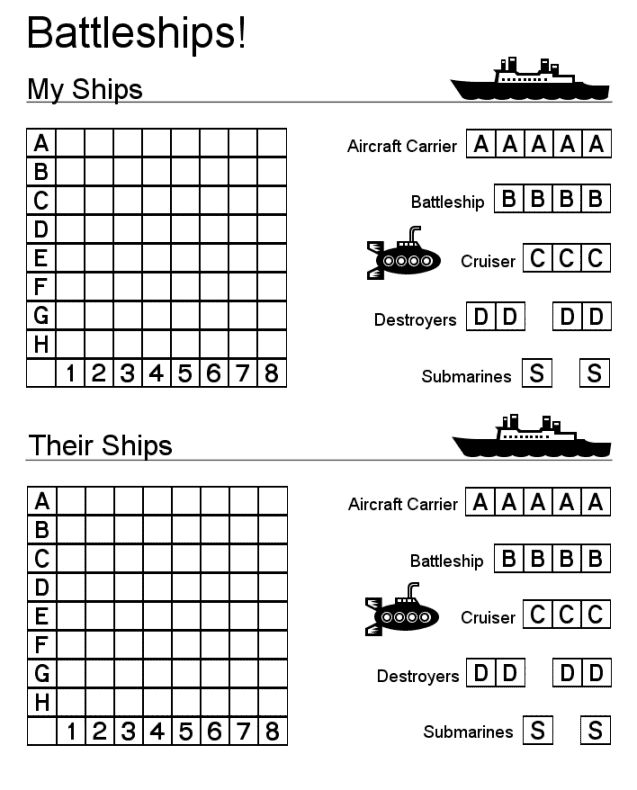 Battleships!
My Ships
A
B
C
D
E
F
G
H
1 2 3 4 5 6 7 8
Aircraft Carrier A A A A A
Battleship B B B B
Cruiser C C C
Destroyers D D D D
Submarines S S
Their Ships
A
B
C
D
E
F
G
H
1 2 3 4 5 6 7 8
Aircraft Carrier A A A A A
Battleship B B B B
Cruiser C C C
Destroyers D D D D
Submarines S S